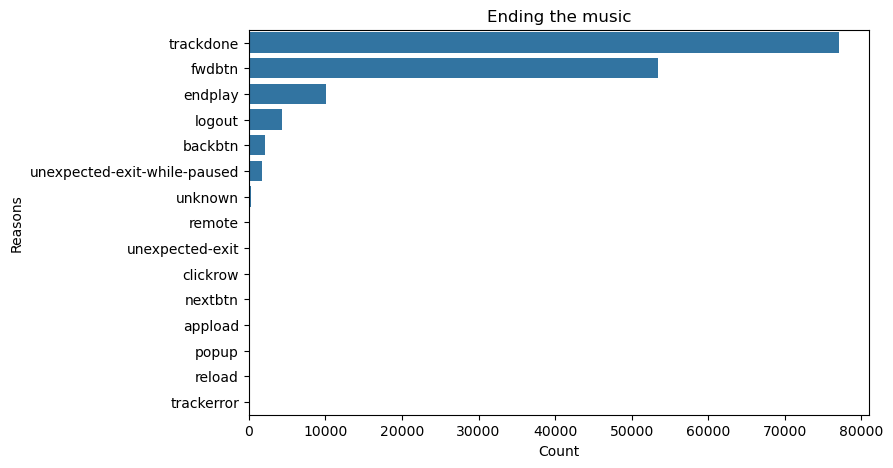 Ending the music
trackdone
fwdbtn
endplay
logout
backbtn
unexpected-exit-while-paused
unknown
remote
unexpected-exit
clickrow
nextbtn
appload
popup
reload
trackerror
Reasons
0 10000 20000 30000 40000 50000 60000 70000 80000
Count